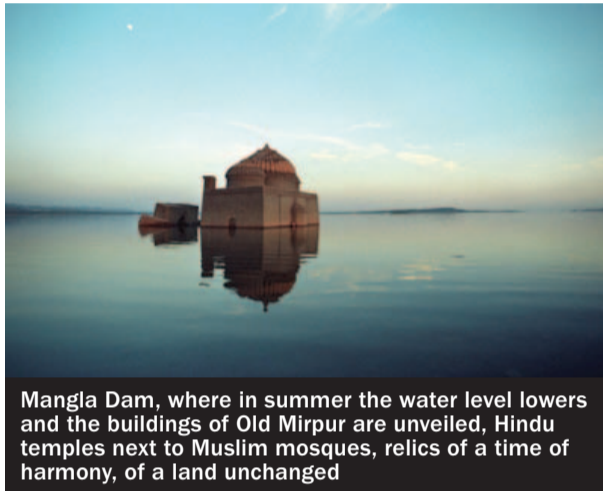 Mangla Dam, where in summer the water level lowers
and the buildings of Old Mirpur are unveiled, Hindu
temples next to Muslim mosques, relics of a time of
harmony, of a land unchanged